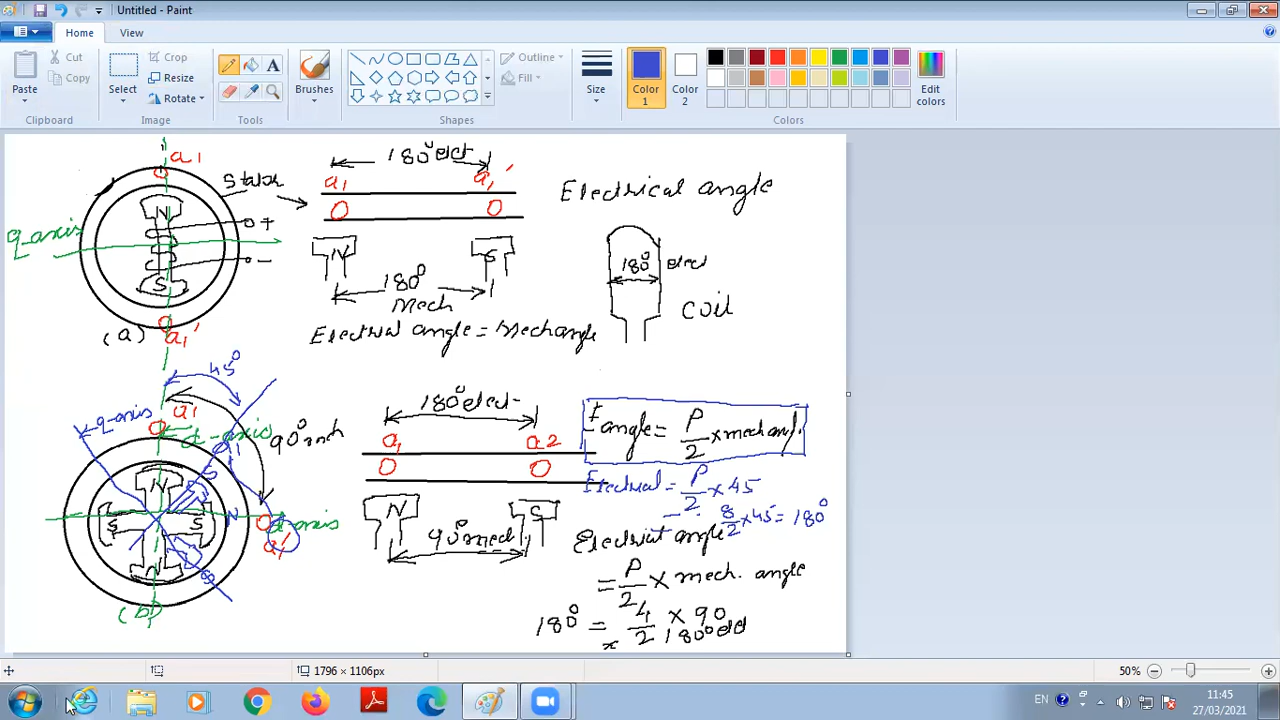 Untitled - Paint
Home
View
Paste
Cut
Copy
Clipboard
Select
Crop
Resize
Rotate
Image
Tools
Brushes
Shapes
Outline
Fill
Size
Color 1
Color 2
Edit colors
Colors
a1
Stator
q-axis
N
S
+
-
(a)
a1'
180° elect
a1
a1'
O
O
N
S
180°
Mech
Electrical angle = Mech angle
Electrical angle
180° elect
coil
45°
q-axis
a1
d-axis
90° mech
N
S
S
N
S
N
d-axis
a1'
(b)
180° elect
a1
a2
O
O
N
S
90° mech
angle = P/2 × mech ang.
Electrical = P/2 × 45
= 8/2 × 45 = 180°
Electrical angle
= P/2 × mech. angle
180° = 4/2 × 90
180° elect
1796 × 1106px
50%
EN
11:45
27/03/2021